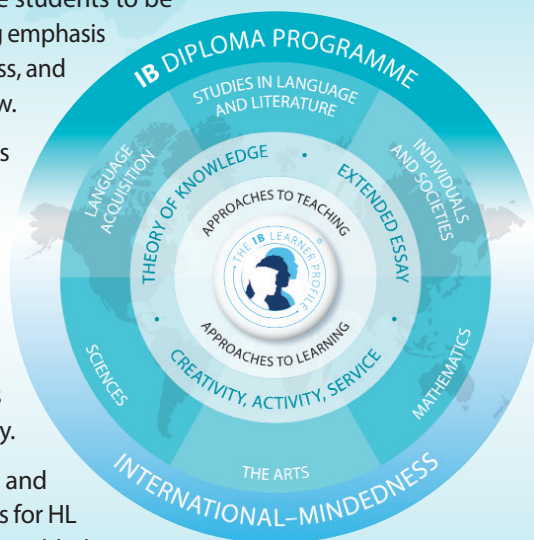 e students to be
g emphasis
ss, and
w.
s
s
y.
and
s for HL
IB DIPLOMA PROGRAMME
STUDIES IN LANGUAGE
AND LITERATURE
LANGUAGE
ACQUISITION
INDIVIDUALS
AND SOCIETIES
THEORY OF KNOWLEDGE •
EXTENDED ESSAY
APPROACHES TO TEACHING
THE IB LEARNER PROFILE
APPROACHES TO LEARNING
• CREATIVITY, ACTIVITY, SERVICE •
SCIENCES
MATHEMATICS
THE ARTS
INTERNATIONAL–MINDEDNESS